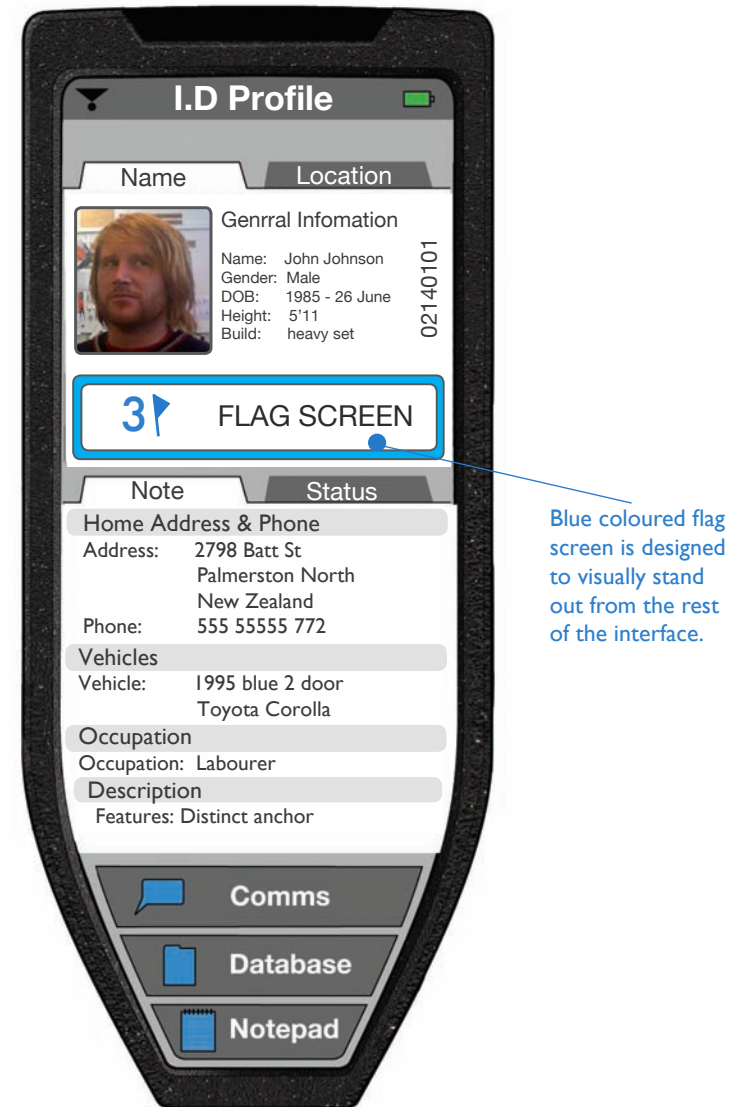 I.D Profile
Name
Location
Genrral Infomation
Name: John Johnson
Gender: Male
DOB: 1985 - 26 June
Height: 5'11
Build: heavy set
02140101
3 FLAG SCREEN
Note
Status
Home Address & Phone
Address: 2798 Batt St
Palmerston North
New Zealand
Phone: 555 55555 772
Vehicles
Vehicle: 1995 blue 2 door
Toyota Corolla
Occupation
Occupation: Labourer
Description
Features: Distinct anchor
Comms
Database
Notepad
Blue coloured flag
screen is designed
to visually stand
out from the rest
of the interface.